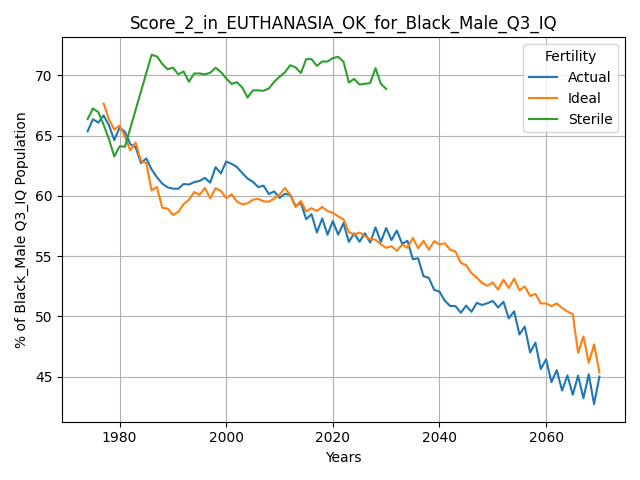 Score_2_in_EUTHANASIA_OK_for_Black_Male_Q3_IQ
Fertility
Actual
Ideal
Sterile
% of Black_Male Q3_IQ Population
70
65
60
55
50
45
1980 2000 2020 2040 2060
Years